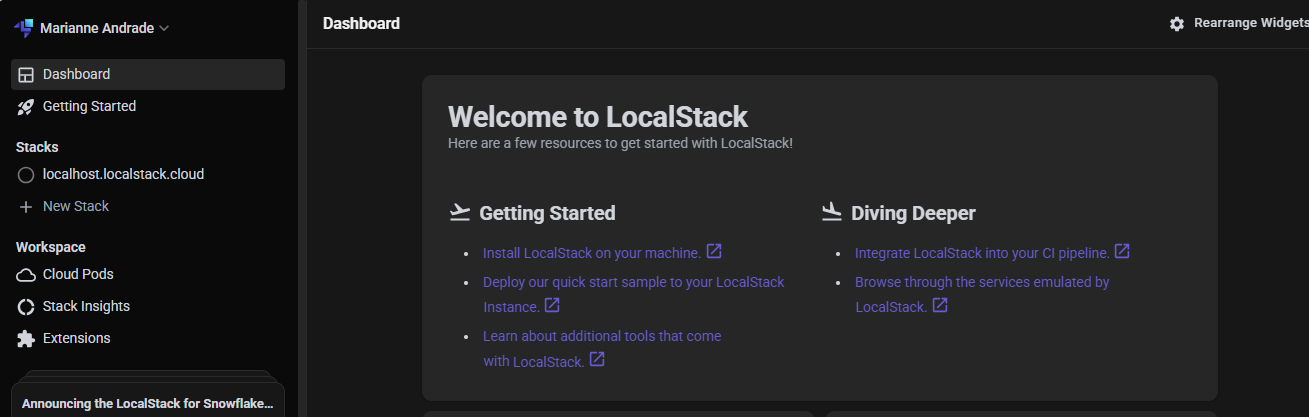 Marianne Andrade
Dashboard
Getting Started
Stacks
localhost.localstack.cloud
New Stack
Workspace
Cloud Pods
Stack Insights
Extensions
Announcing the LocalStack for Snowflake...
Dashboard
Rearrange Widgets
Welcome to LocalStack
Here are a few resources to get started with LocalStack!
Getting Started
Install LocalStack on your machine.
Deploy our quick start sample to your LocalStack
Instance.
Learn about additional tools that come
with LocalStack.
Diving Deeper
Integrate LocalStack into your CI pipeline.
Browse through the services emulated by
LocalStack.